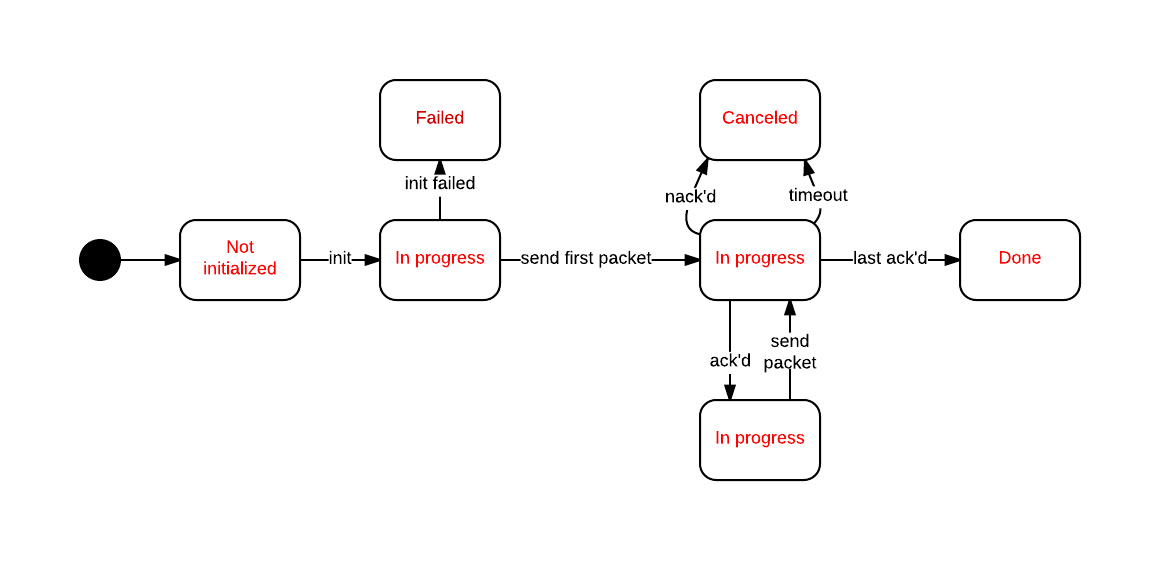 Failed
Canceled
init failed
nack'd
timeout
Not
initialized
init
In progress
send first packet
In progress
last ack'd
Done
ack'd
send
packet
In progress